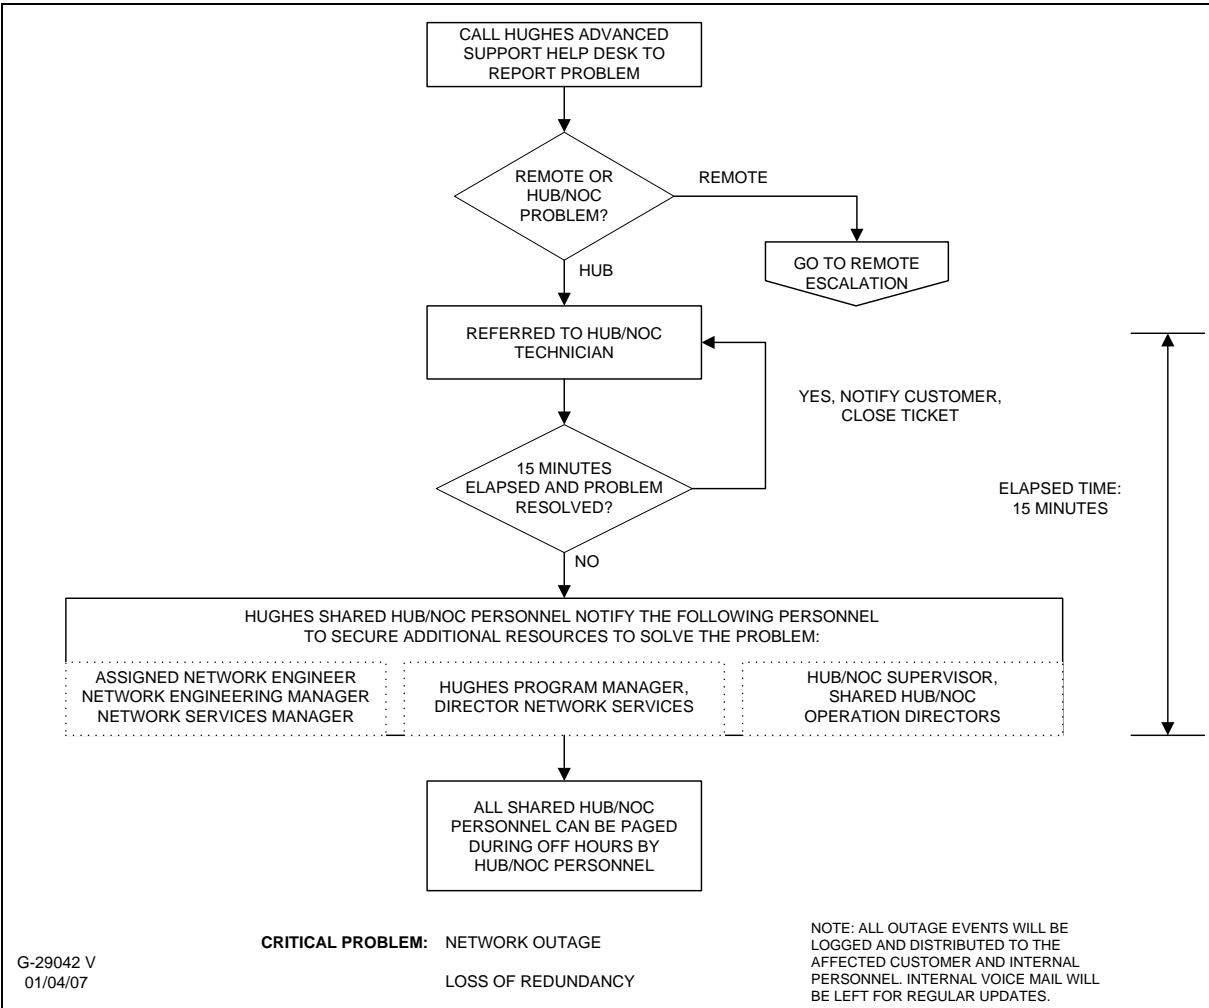 CALL HUGHES ADVANCED
SUPPORT HELP DESK TO
REPORT PROBLEM
REMOTE OR
HUB/NOC
PROBLEM?
REMOTE
GO TO REMOTE
ESCALATION
HUB
REFERRED TO HUB/NOC
TECHNICIAN
YES, NOTIFY CUSTOMER,
CLOSE TICKET
15 MINUTES
ELAPSED AND PROBLEM
RESOLVED?
ELAPSED TIME:
15 MINUTES
NO
HUGHES SHARED HUB/NOC PERSONNEL NOTIFY THE FOLLOWING PERSONNEL
TO SECURE ADDITIONAL RESOURCES TO SOLVE THE PROBLEM:
ASSIGNED NETWORK ENGINEER
NETWORK ENGINEERING MANAGER
NETWORK SERVICES MANAGER
HUGHES PROGRAM MANAGER,
DIRECTOR NETWORK SERVICES
HUB/NOC SUPERVISOR,
SHARED HUB/NOC
OPERATION DIRECTORS
ALL SHARED HUB/NOC
PERSONNEL CAN BE PAGED
DURING OFF HOURS BY
HUB/NOC PERSONNEL
CRITICAL PROBLEM: NETWORK OUTAGE
LOSS OF REDUNDANCY
NOTE: ALL OUTAGE EVENTS WILL BE
LOGGED AND DISTRIBUTED TO THE
AFFECTED CUSTOMER AND INTERNAL
PERSONNEL. INTERNAL VOICE MAIL WILL
BE LEFT FOR REGULAR UPDATES.
G-29042 V
01/04/07